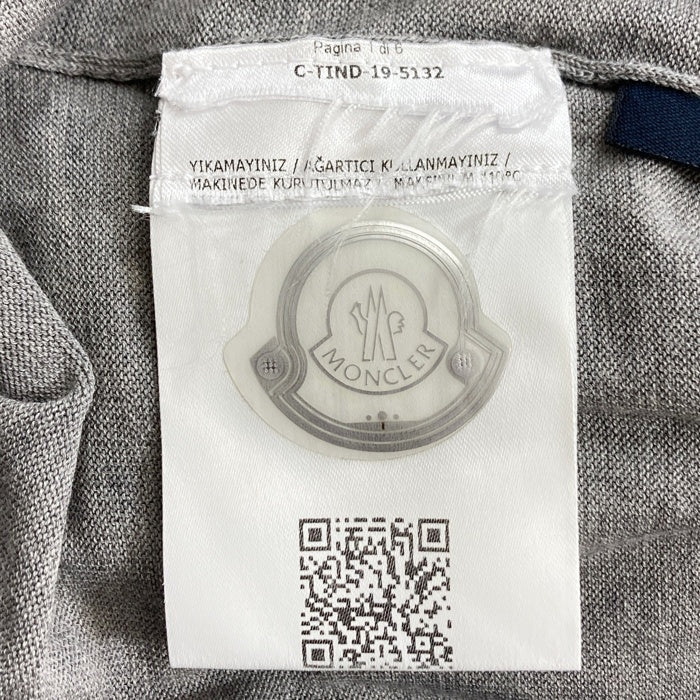 Pagina 1 di 6
C-TIND-19-5132
YIKAMAYINIZ / AĞARTICI KULLANMAYINIZ /
MAKINEDE KURUTULMAZ /
MONCLER